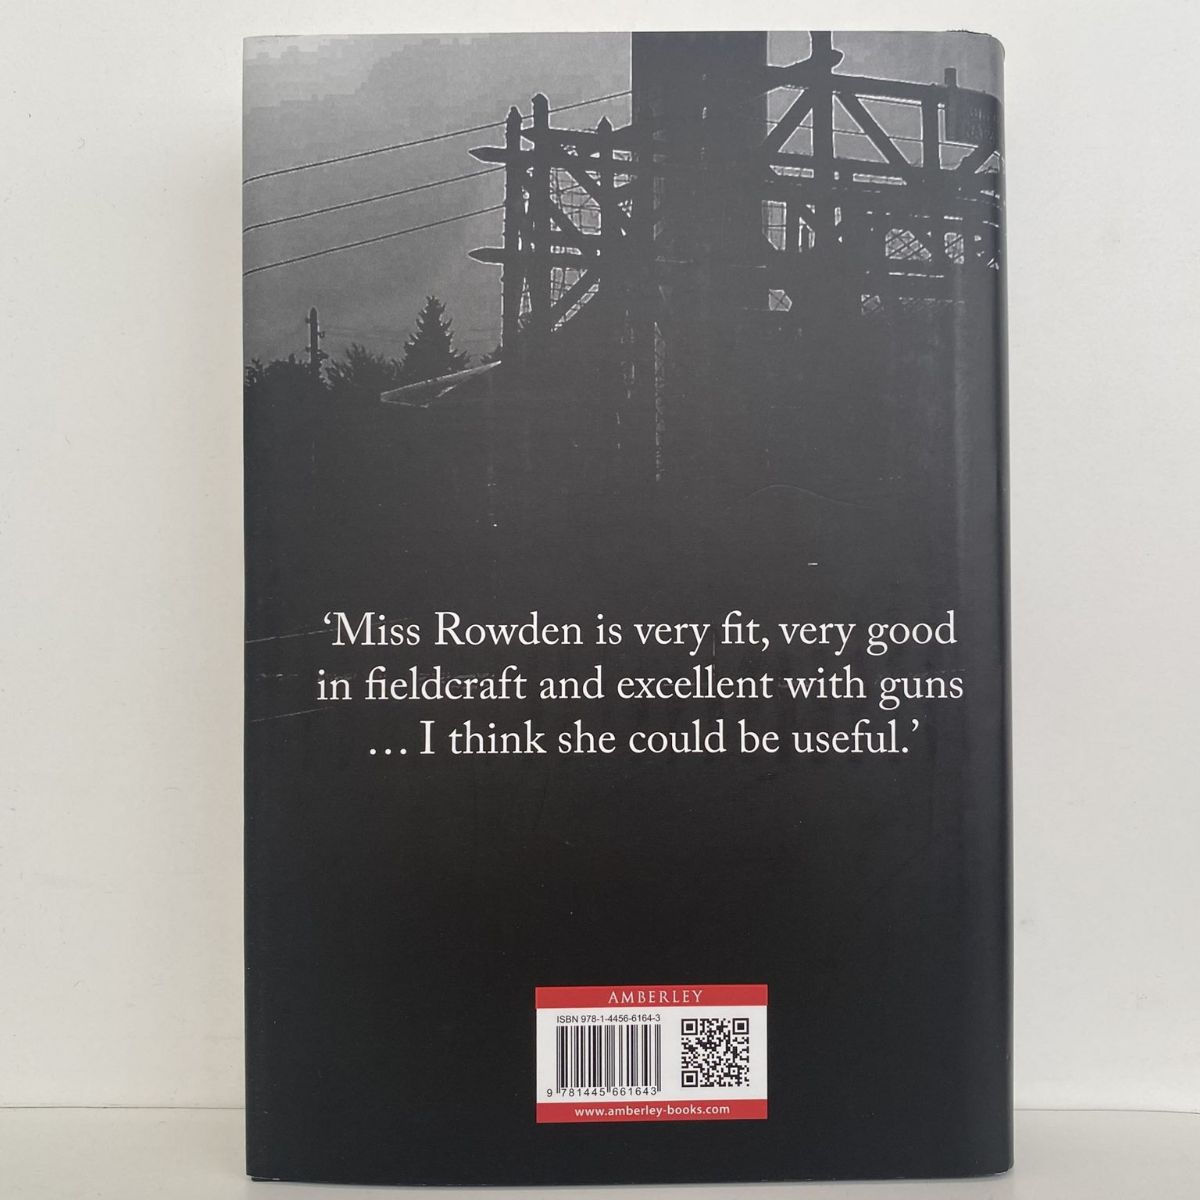 ‘Miss Rowden is very fit, very good
in fieldcraft and excellent with guns
… I think she could be useful.’
AMBERLEY
ISBN 978-1-4456-6164-3
9 781445 661643
www.amberley-books.com